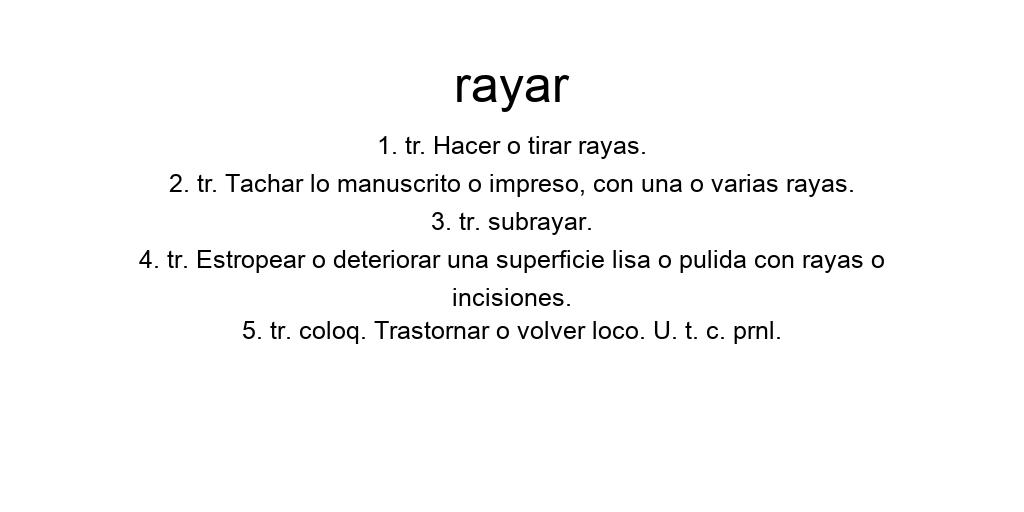 rayar
1. tr. Hacer o tirar rayas.
2. tr. Tachar lo manuscrito o impreso, con una o varias rayas.
3. tr. subrayar.
4. tr. Estropear o deteriorar una superficie lisa o pulida con rayas o
incisiones.
5. tr. coloq. Trastornar o volver loco. U. t. c. prnl.